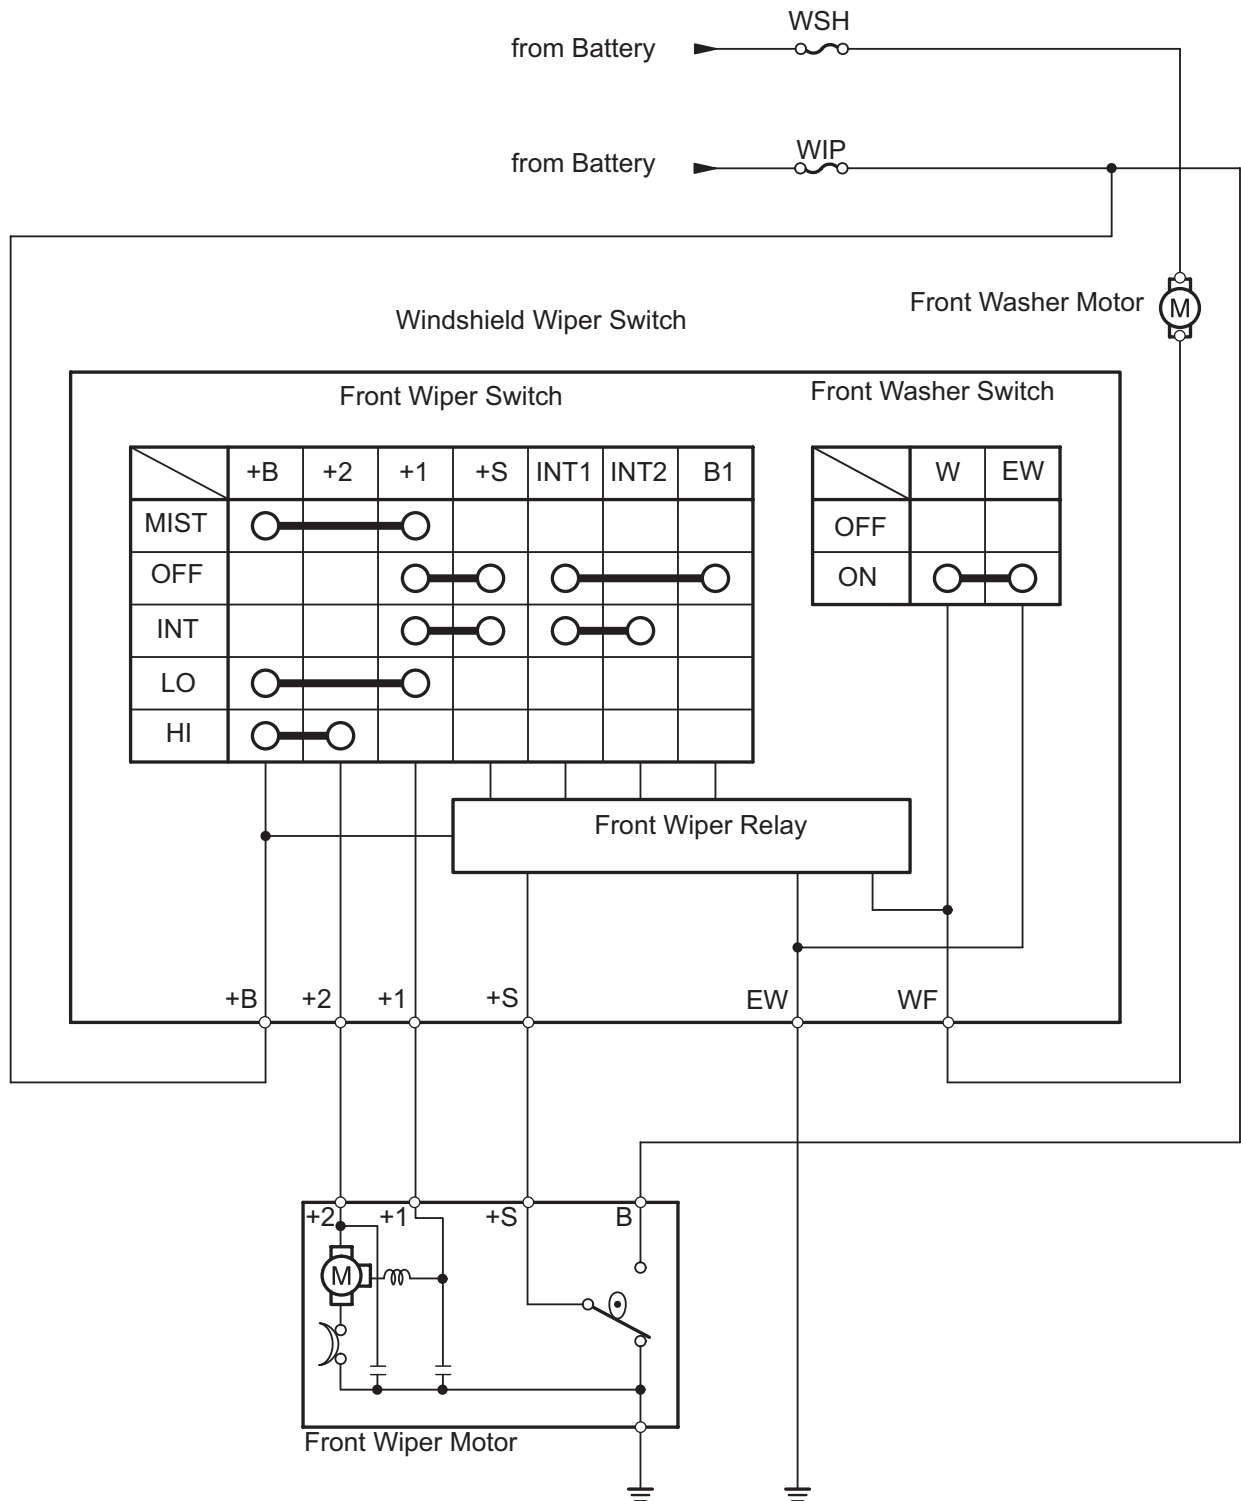 WSH
from Battery
WIP
from Battery
Front Washer Motor
M
Windshield Wiper Switch
Front Wiper Switch
Front Washer Switch
+B +2 +1 +S INT1 INT2 B1
W EW
MIST
OFF
INT
LO
HI
OFF
ON
Front Wiper Relay
+B +2 +1 +S EW WF
+2 +1 +S B
M
Front Wiper Motor